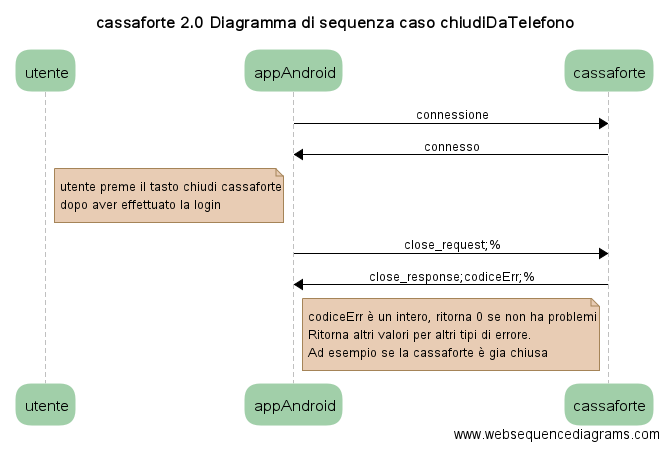 cassaforte 2.0 Diagramma di sequenza caso chiudiDaTelefono
utente
appAndroid
cassaforte
connessione
connesso
utente preme il tasto chiudi cassaforte
dopo aver effettuato la login
close_request;%
close_response;codiceErr;%
codiceErr è un intero, ritorna 0 se non ha problemi
Ritorna altri valori per altri tipi di errore.
Ad esempio se la cassaforte è gia chiusa
utente
appAndroid
cassaforte
www.websequencediagrams.com